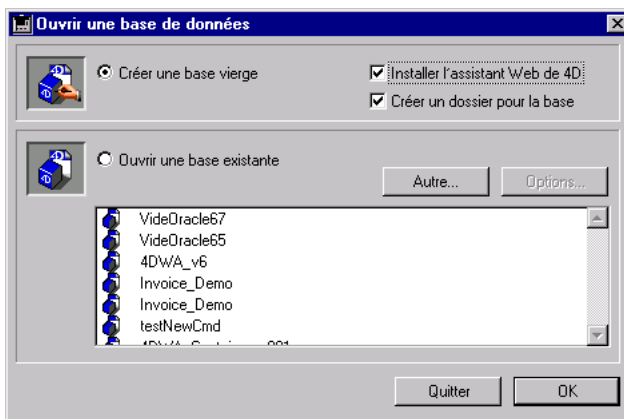 Ouvrir une base de données
Créer une base vierge
Installer l'assistant Web de 4D
Créer un dossier pour la base
Ouvrir une base existante
Autre...
Options...
VideOracle67
VideOracle65
4DWA_v6
Invoice_Demo
Invoice_Demo
testNewCmd
Quitter
OK